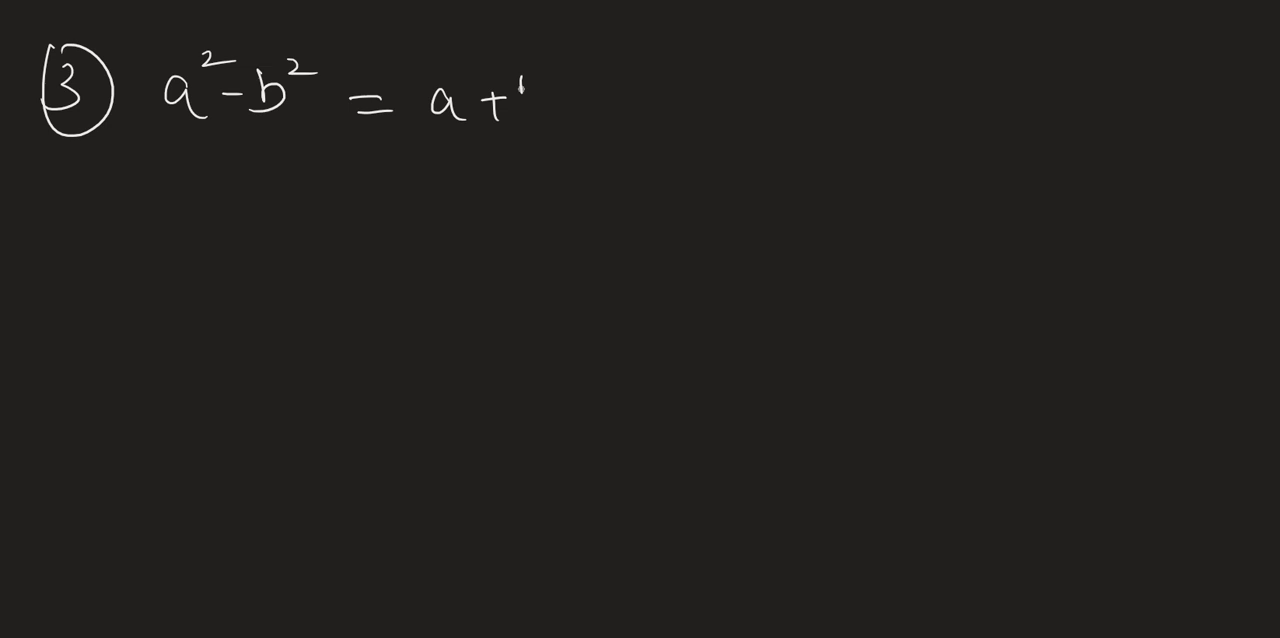 ③ a² - b² = a +